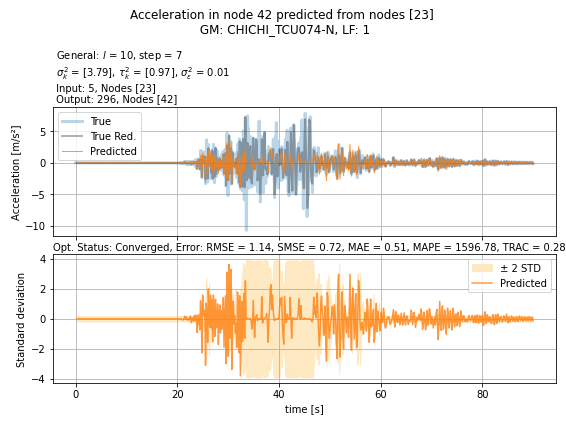 Acceleration in node 42 predicted from nodes [23]
GM: CHICHI_TCU074-N, LF: 1
General: l = 10, step = 7
σ²ₖ = [3.79], τ²ₖ = [0.97], σ²ε = 0.01
Input: 5, Nodes [23]
Output: 296, Nodes [42]
Acceleration [m/s²]
5
0
−5
−10
True
True Red.
Predicted
Opt. Status: Converged, Error: RMSE = 1.14, SMSE = 0.72, MAE = 0.51, MAPE = 1596.78, TRAC = 0.28
Standard deviation
4
2
0
−2
−4
± 2 STD
Predicted
0 20 40 60 80
time [s]